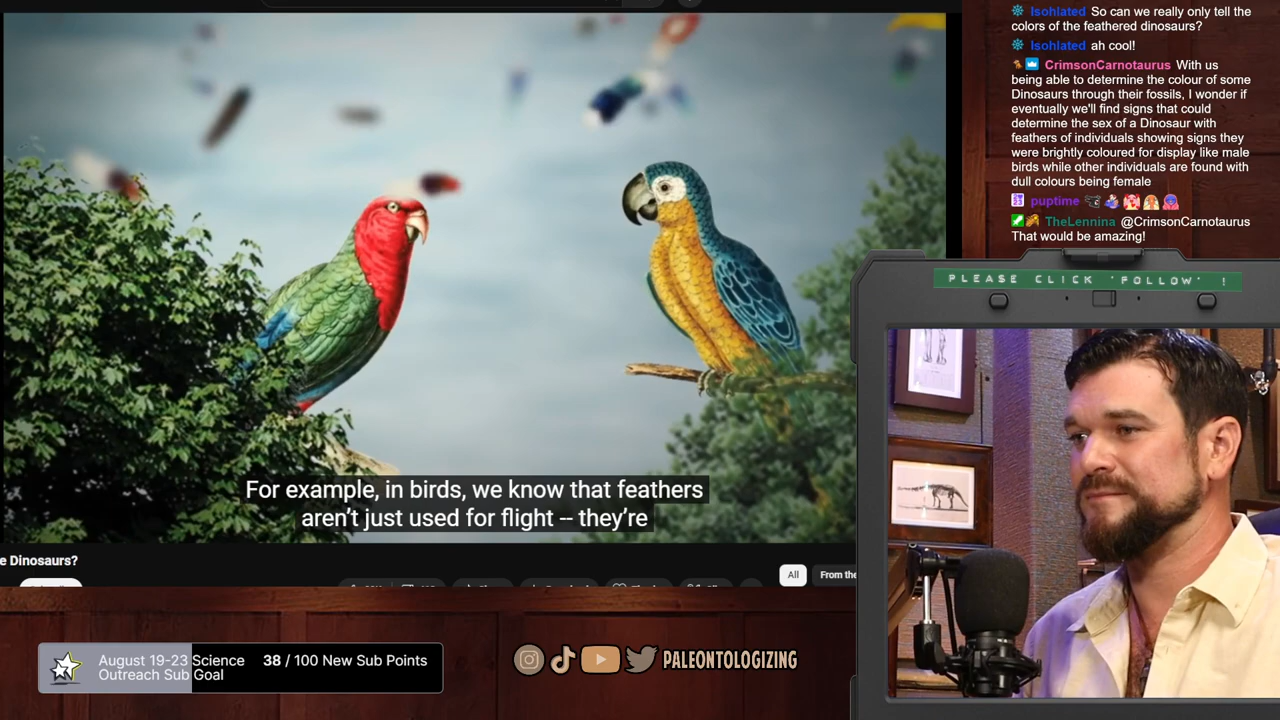 Isohlated So can we really only tell the
colors of the feathered dinosaurs?
Isohlated ah cool!
CrimsonCarnotaurus With us
being able to determine the colour of some
Dinosaurs through their fossils, I wonder if
eventually we'll find signs that could
determine the sex of a Dinosaur with
feathers of individuals showing signs they
were brightly coloured for display like male
birds while other individuals are found with
dull colours being female
puptime
TheLennina @CrimsonCarnotaurus
That would be amazing!
PLEASE CLICK 'FOLLOW' !
For example, in birds, we know that feathers
aren't just used for flight -- they're
e Dinosaurs?
All From the
August 19-23 Science 38 / 100 New Sub Points
Outreach Sub Goal
PALEONTOLOGIZING